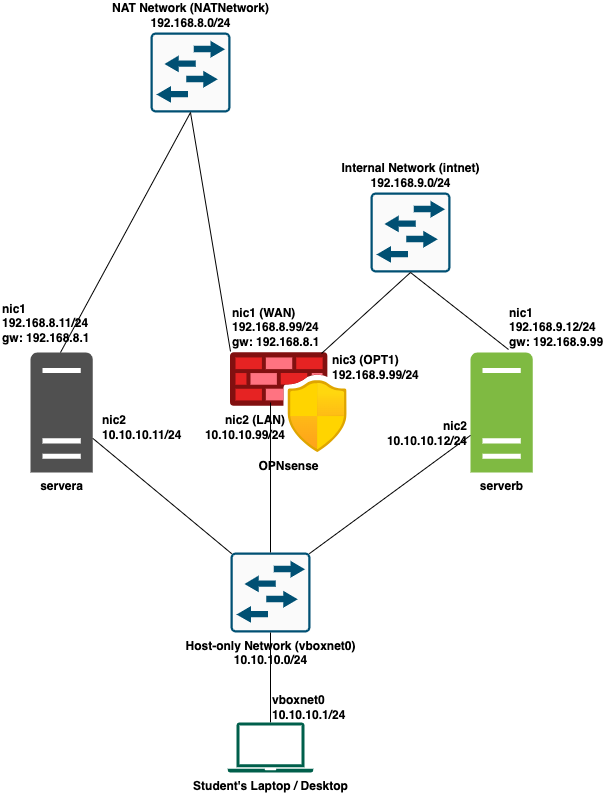 NAT Network (NATNetwork)
192.168.8.0/24
Internal Network (intnet)
192.168.9.0/24
nic1
192.168.8.11/24
gw: 192.168.8.1
nic1 (WAN)
192.168.8.99/24
gw: 192.168.8.1
nic1
192.168.9.12/24
gw: 192.168.9.99
nic3 (OPT1)
192.168.9.99/24
nic2
10.10.10.11/24
nic2 (LAN)
10.10.10.99/24
nic2
10.10.10.12/24
OPNsense
servera
serverb
Host-only Network (vboxnet0)
10.10.10.0/24
vboxnet0
10.10.10.1/24
Student's Laptop / Desktop